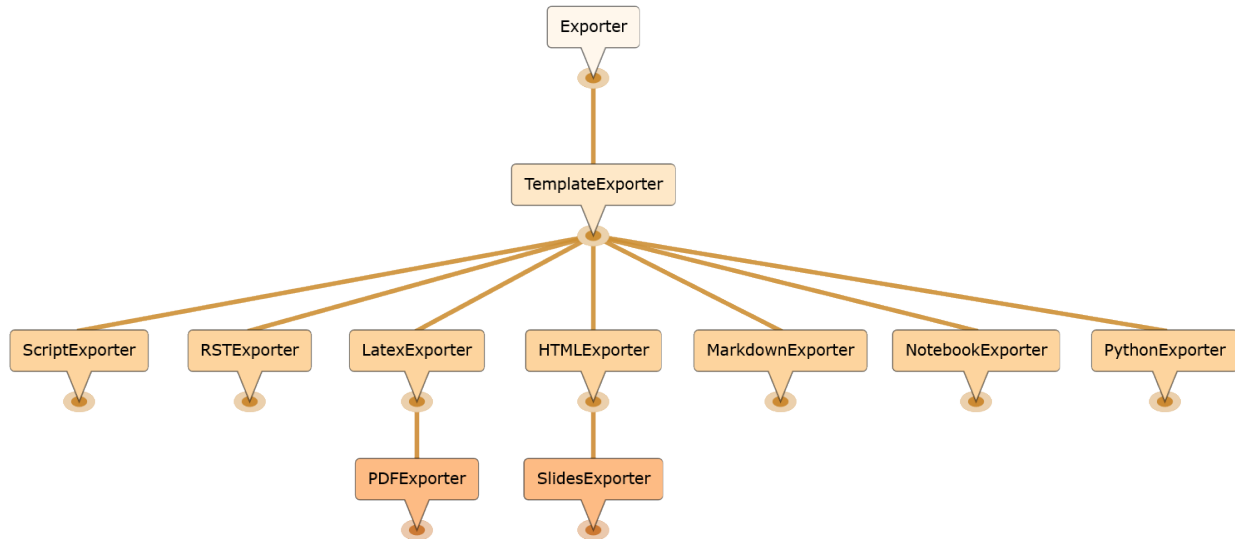 Exporter
TemplateExporter
ScriptExporter
RSTExporter
LatexExporter
HTMLExporter
MarkdownExporter
NotebookExporter
PythonExporter
PDFExporter
SlidesExporter